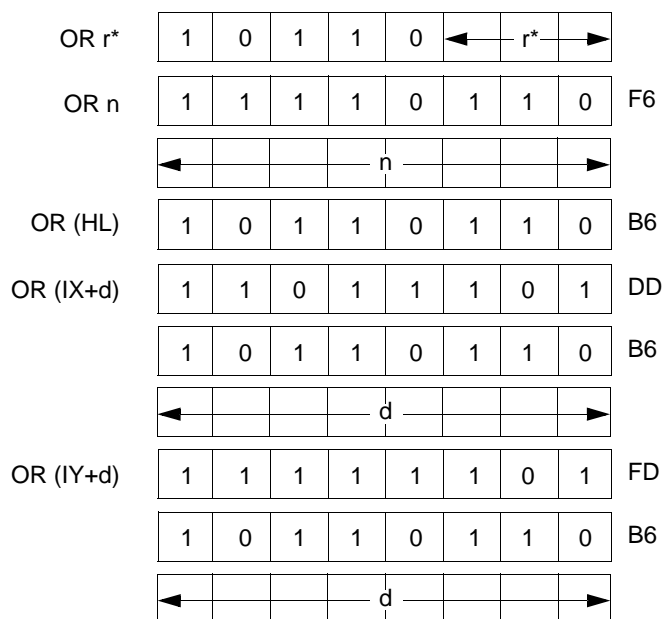 OR r* 1 0 1 1 0 r*
OR n 1 1 1 1 0 1 1 0 F6
n
OR (HL) 1 0 1 1 0 1 1 0 B6
OR (IX+d) 1 1 0 1 1 1 0 1 DD
1 0 1 1 0 1 1 0 B6
d
OR (IY+d) 1 1 1 1 1 1 0 1 FD
1 0 1 1 0 1 1 0 B6
d